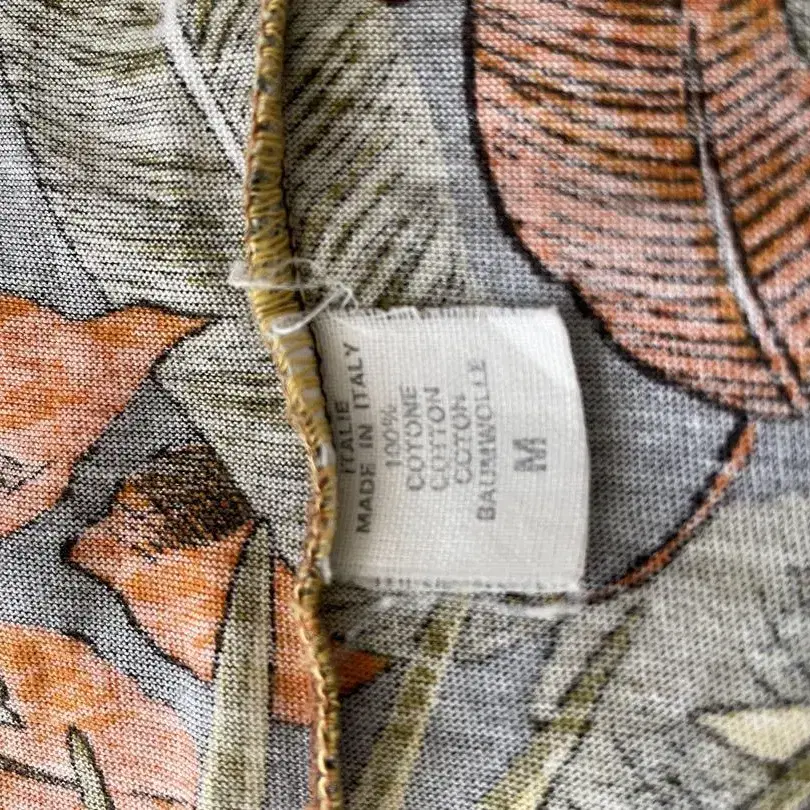 ITALIE
MADE IN ITALY
100%
COTONE
COTTON
COTON
BAUMWOLLE
M